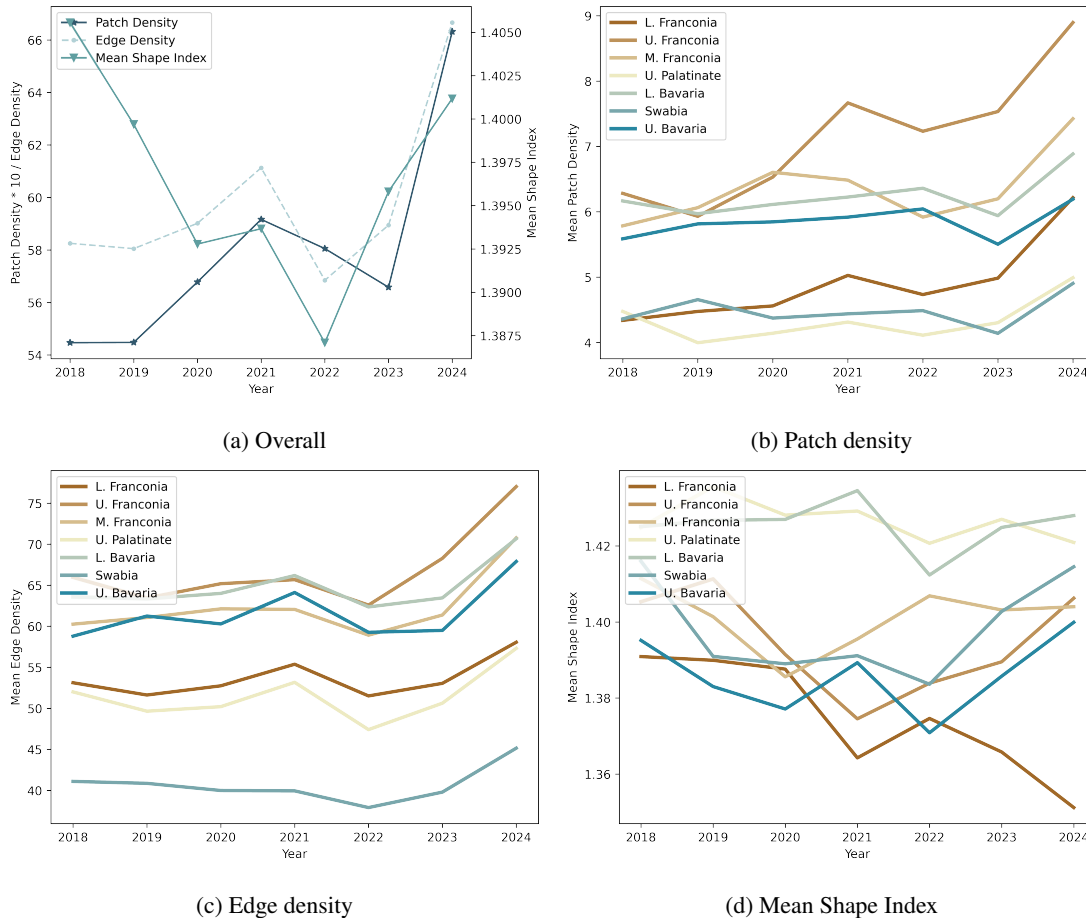 Patch Density
Edge Density
Mean Shape Index
Patch Density * 10 / Edge Density
66
64
62
60
58
56
54
1.4050
1.4025
1.4000
1.3975
1.3950
1.3925
1.3900
1.3875
Mean Shape Index
2018 2019 2020 2021 2022 2023 2024
Year
(a) Overall
L. Franconia
U. Franconia
M. Franconia
U. Palatinate
L. Bavaria
Swabia
U. Bavaria
Mean Patch Density
9
8
7
6
5
4
2018 2019 2020 2021 2022 2023 2024
Year
(b) Patch density
L. Franconia
U. Franconia
M. Franconia
U. Palatinate
L. Bavaria
Swabia
U. Bavaria
Mean Edge Density
75
70
65
60
55
50
45
40
2018 2019 2020 2021 2022 2023 2024
Year
(c) Edge density
L. Franconia
U. Franconia
M. Franconia
U. Palatinate
L. Bavaria
Swabia
U. Bavaria
Mean Shape Index
1.42
1.40
1.38
1.36
2018 2019 2020 2021 2022 2023 2024
Year
(d) Mean Shape Index